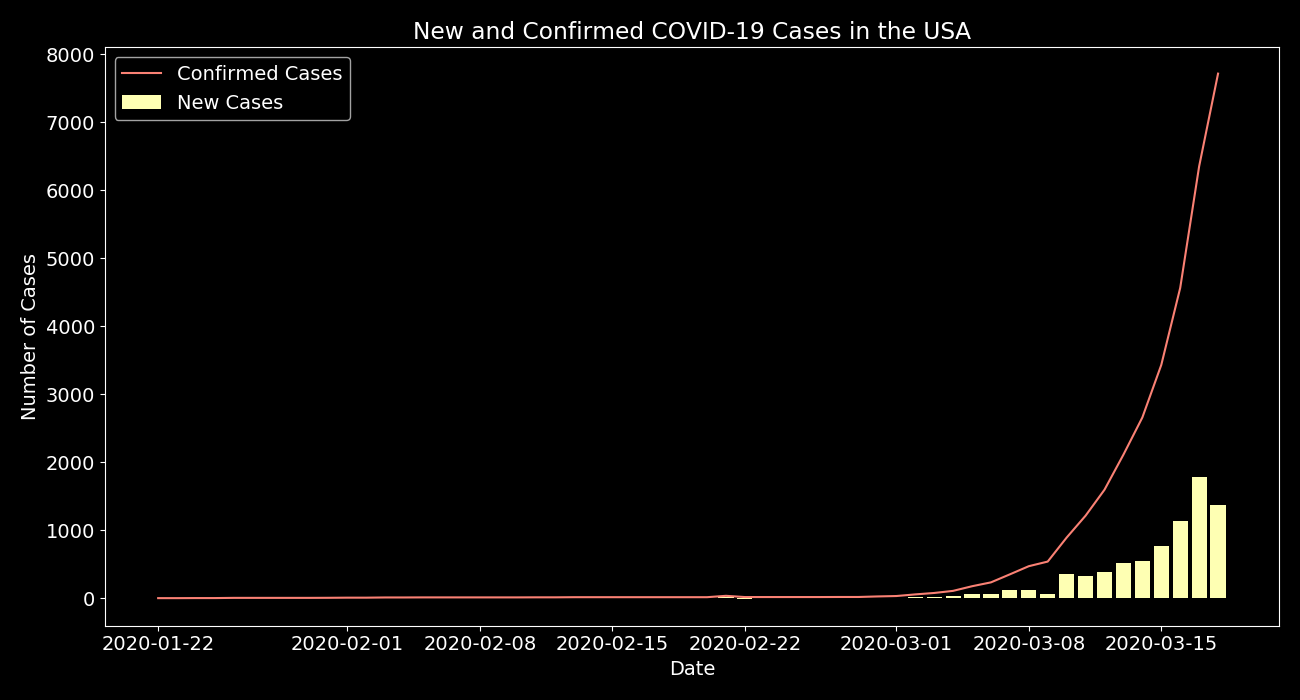 New and Confirmed COVID-19 Cases in the USA
Confirmed Cases
New Cases
Number of Cases
8000
7000
6000
5000
4000
3000
2000
1000
0
2020-01-22 2020-02-01 2020-02-08 2020-02-15 2020-02-22 2020-03-01 2020-03-08 2020-03-15
Date